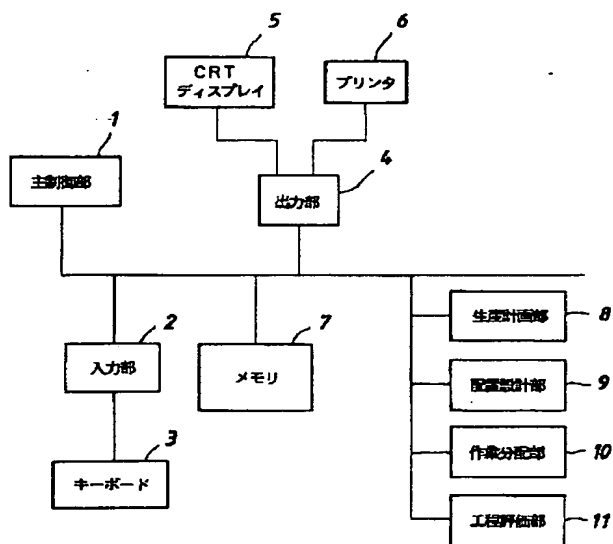 5
6
CRT
ディスプレイ
プリンタ
1
主制御部
4
出力部
2
7
生産計画部
8
入力部
メモリ
配置設計部
9
3
作業分配部
10
キーボード
工程評価部
11